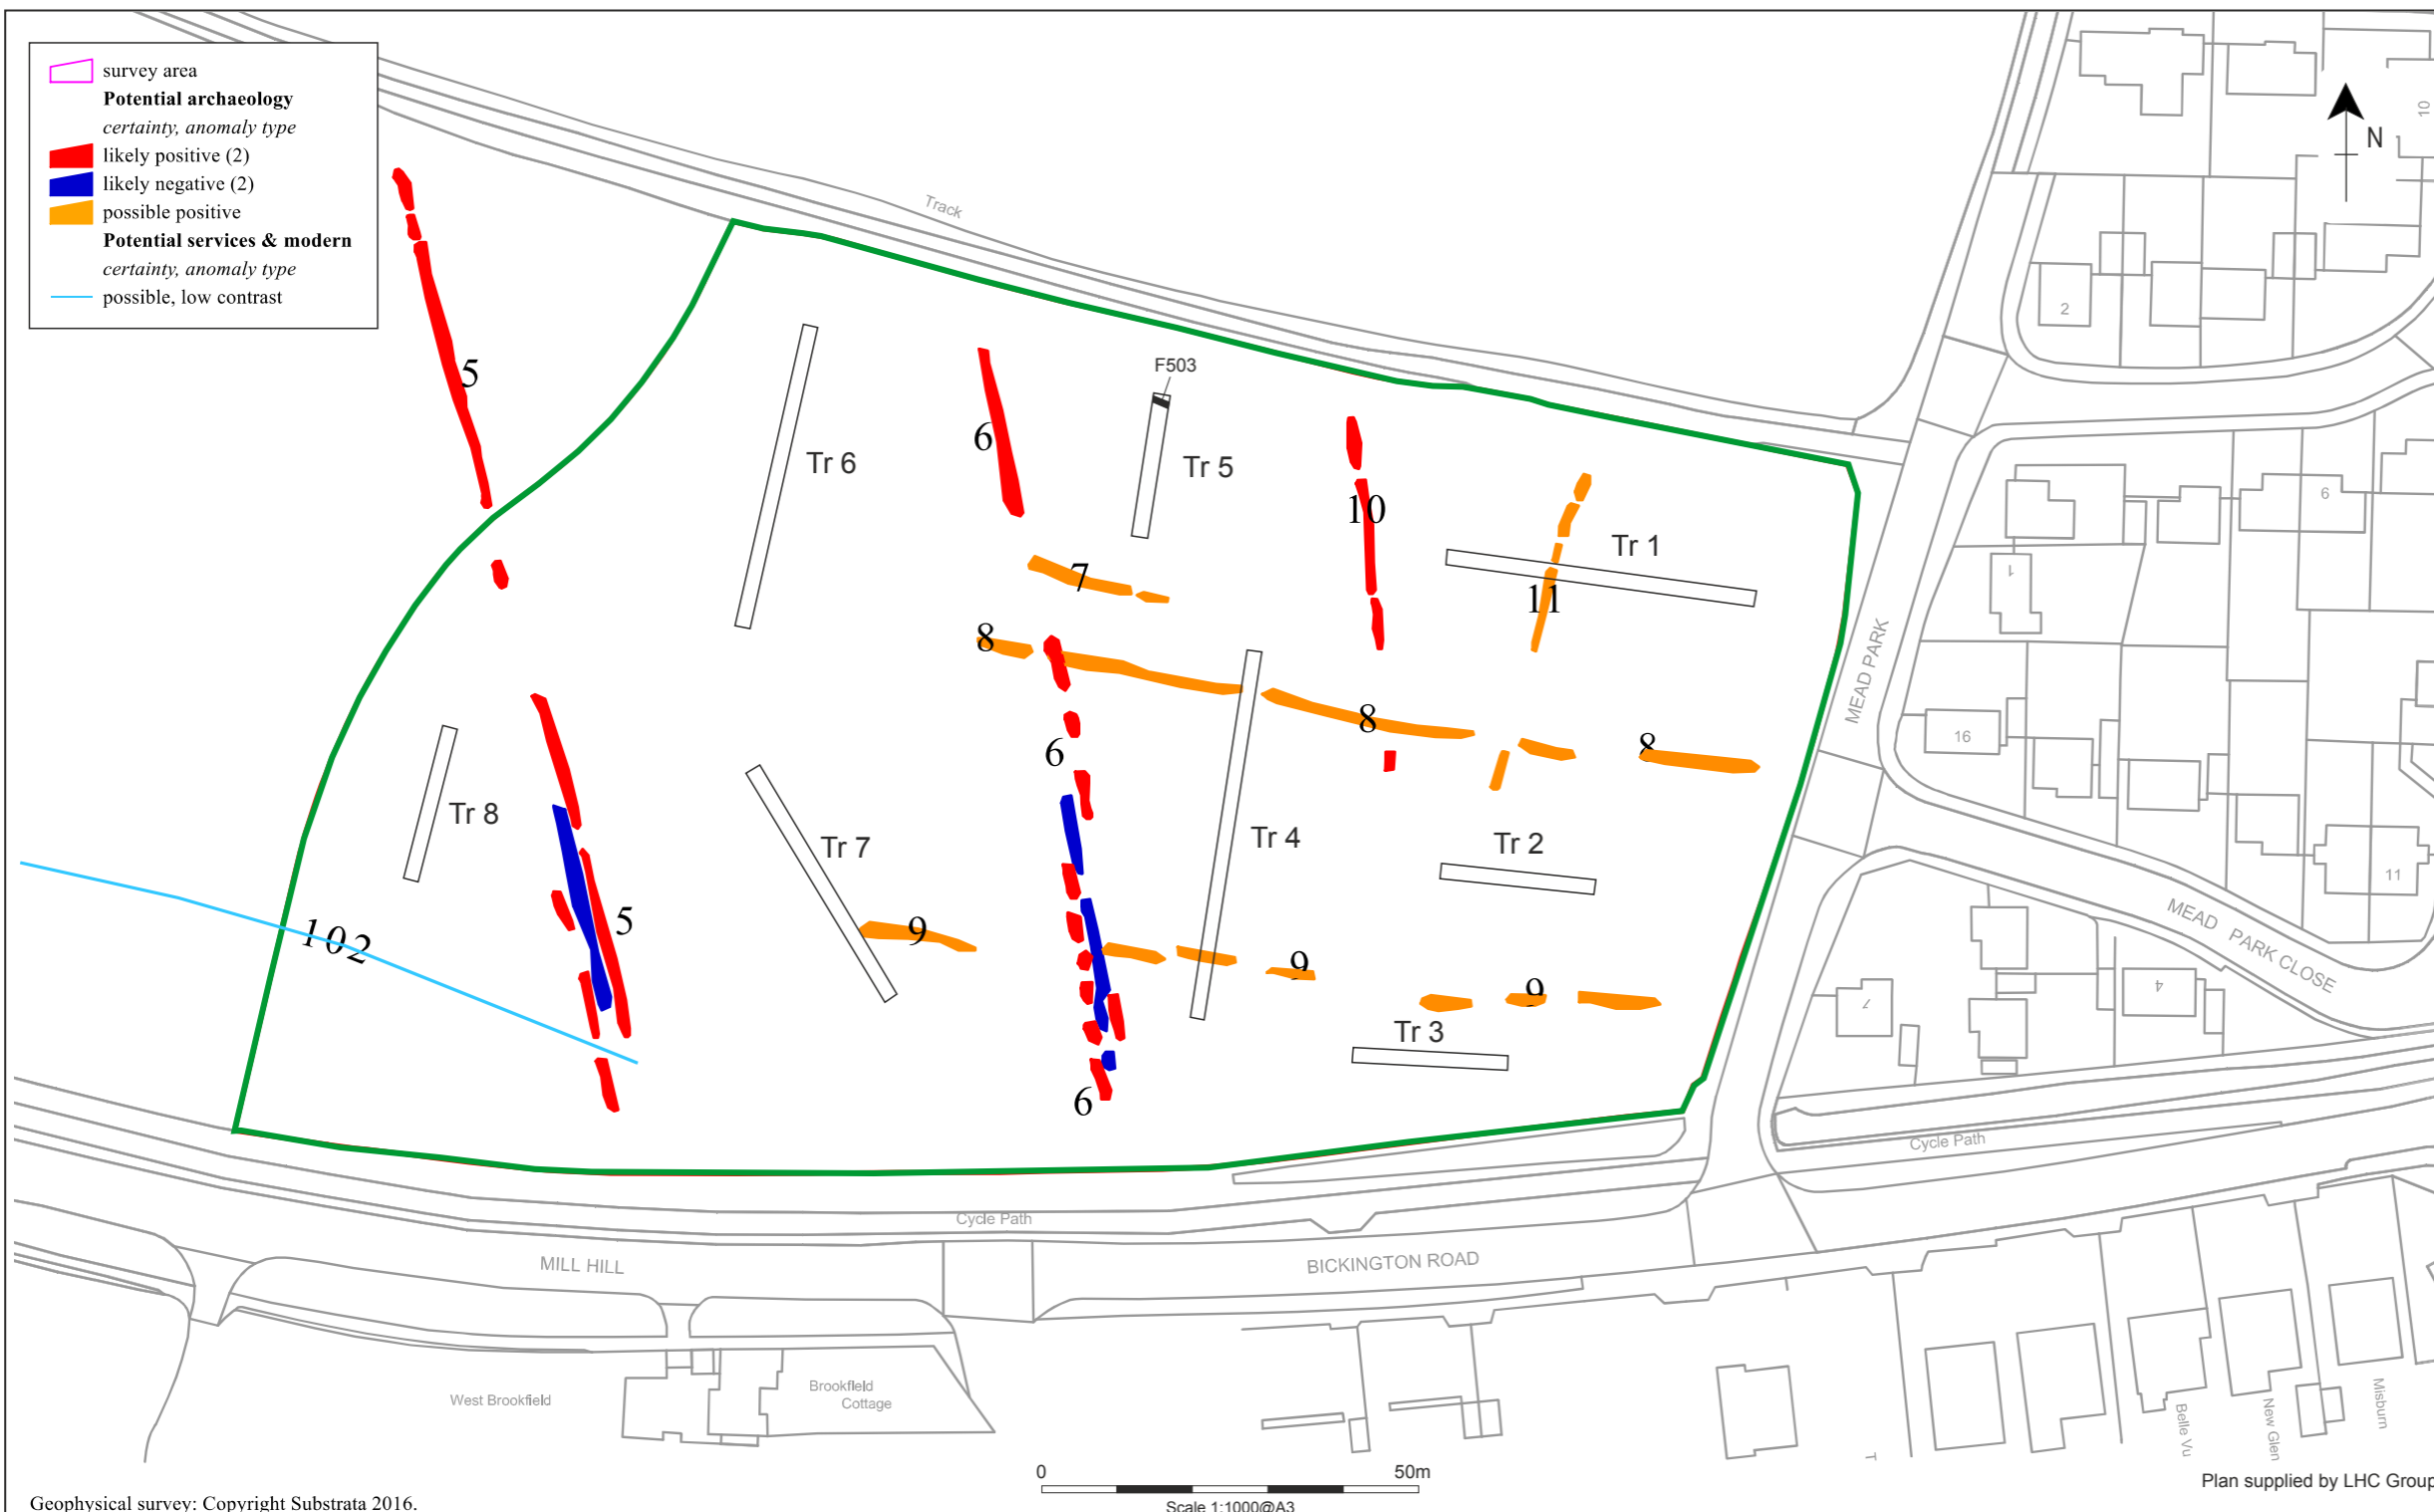 survey area
Potential archaeology
certainty, anomaly type
likely positive (2)
likely negative (2)
possible positive
Potential services & modern
certainty, anomaly type
possible, low contrast
Track
N
10
2
5
F503
6
Tr 6
Tr 5
10
6
Tr 1
1
7
11
8
MEAD PARK
8
8
16
6
Tr 8
Tr 7
Tr 4
Tr 2
11
MEAD PARK CLOSE
102
5
9
9
9
7
4
Tr 3
6
Cycle Path
Cycle Path
MILL HILL
BICKINGTON ROAD
West Brookfield
Brookfield
Cottage
Belle Vu
New Glen
Misburn
T
0
50m
Scale 1:1000@A3
Plan supplied by LHC Group
Geophysical survey: Copyright Substrata 2016.